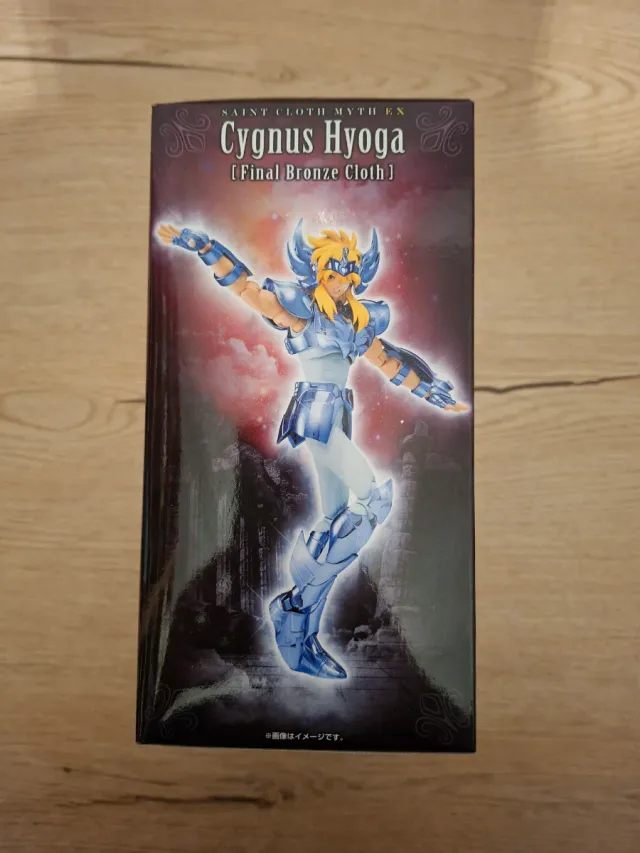 SAINT CLOTH MYTH EX
Cygnus Hyoga
[Final Bronze Cloth]
※画像はイメージです。